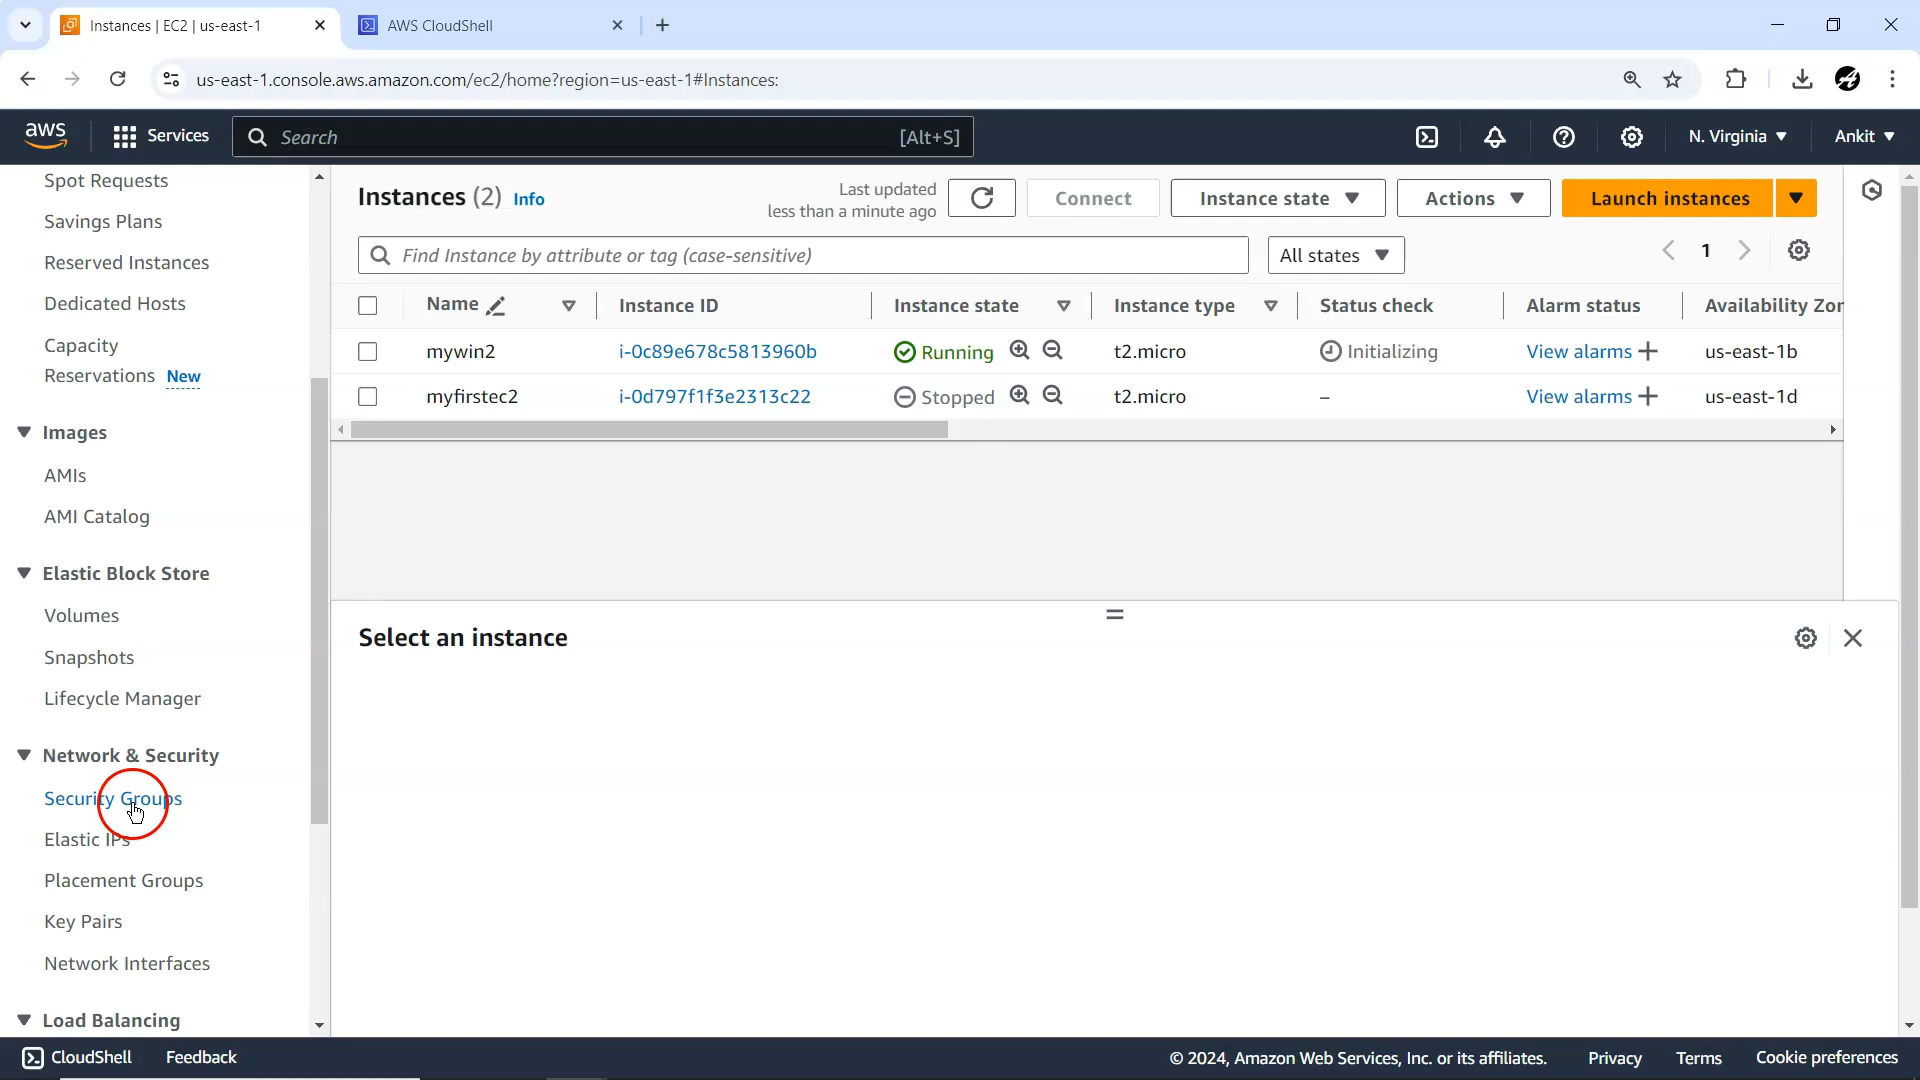 Instances | EC2 | us-east-1
AWS CloudShell
us-east-1.console.aws.amazon.com/ec2/home?region=us-east-1#Instances:
aws
Services
Search
[Alt+S]
N. Virginia
Ankit
Spot Requests
Savings Plans
Reserved Instances
Dedicated Hosts
Capacity
Reservations New
Images
AMIs
AMI Catalog
Elastic Block Store
Volumes
Snapshots
Lifecycle Manager
Network & Security
Security Groups
Elastic IPs
Placement Groups
Key Pairs
Network Interfaces
Load Balancing
Instances (2) Info
Last updated
less than a minute ago
Connect
Instance state
Actions
Launch instances
Find Instance by attribute or tag (case-sensitive)
All states
1
Name Instance ID Instance state Instance type Status check Alarm status Availability Zon
mywin2 i-0c89e678c5813960b Running t2.micro Initializing View alarms + us-east-1b
myfirstec2 i-0d797f1f3e2313c22 Stopped t2.micro – View alarms + us-east-1d
Select an instance
CloudShell Feedback © 2024, Amazon Web Services, Inc. or its affiliates. Privacy Terms Cookie preferences